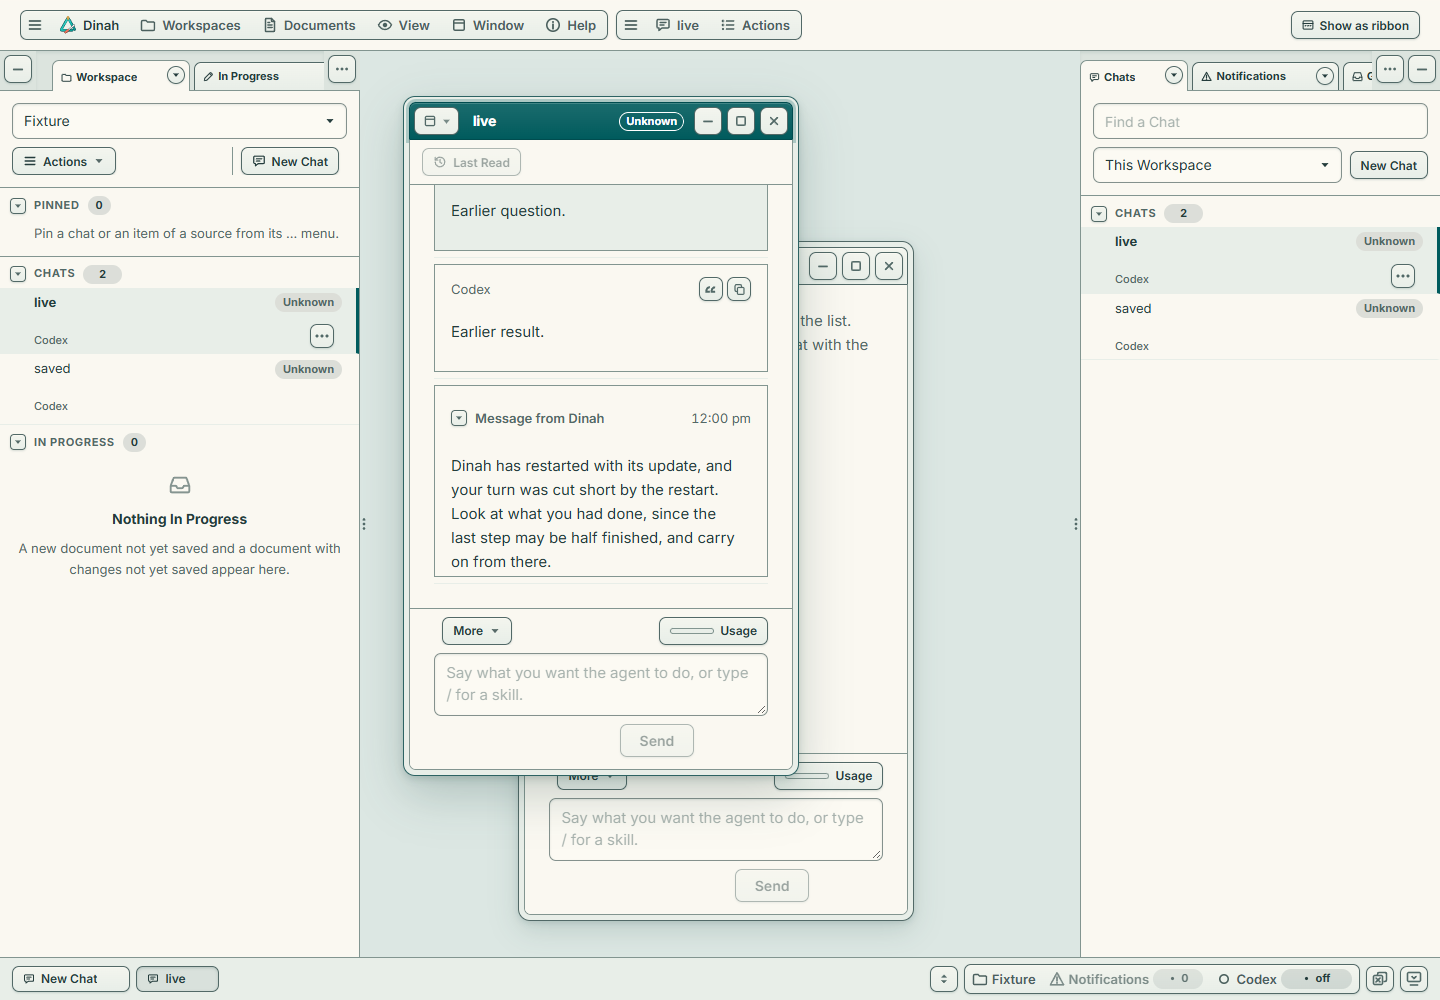 Dinah Workspaces Documents View Window Help live Actions Show as ribbon
Workspace In Progress
Fixture
Actions New Chat
PINNED 0
Pin a chat or an item of a source from its ... menu.
CHATS 2
live Unknown
Codex
saved Unknown
Codex
IN PROGRESS 0
Nothing In Progress
A new document not yet saved and a document with
changes not yet saved appear here.
live Unknown
Last Read
Earlier question.
Codex
Earlier result.
Message from Dinah 12:00 pm
Dinah has restarted with its update, and
your turn was cut short by the restart.
Look at what you had done, since the
last step may be half finished, and carry
on from there.
More Usage
Say what you want the agent to do, or type
/ for a skill.
Send
the list.
at with the
More Usage
Say what you want the agent to do, or type
/ for a skill.
Send
Chats Notifications
Find a Chat
This Workspace New Chat
CHATS 2
live Unknown
Codex
saved Unknown
Codex
New Chat live Fixture Notifications 0 Codex off